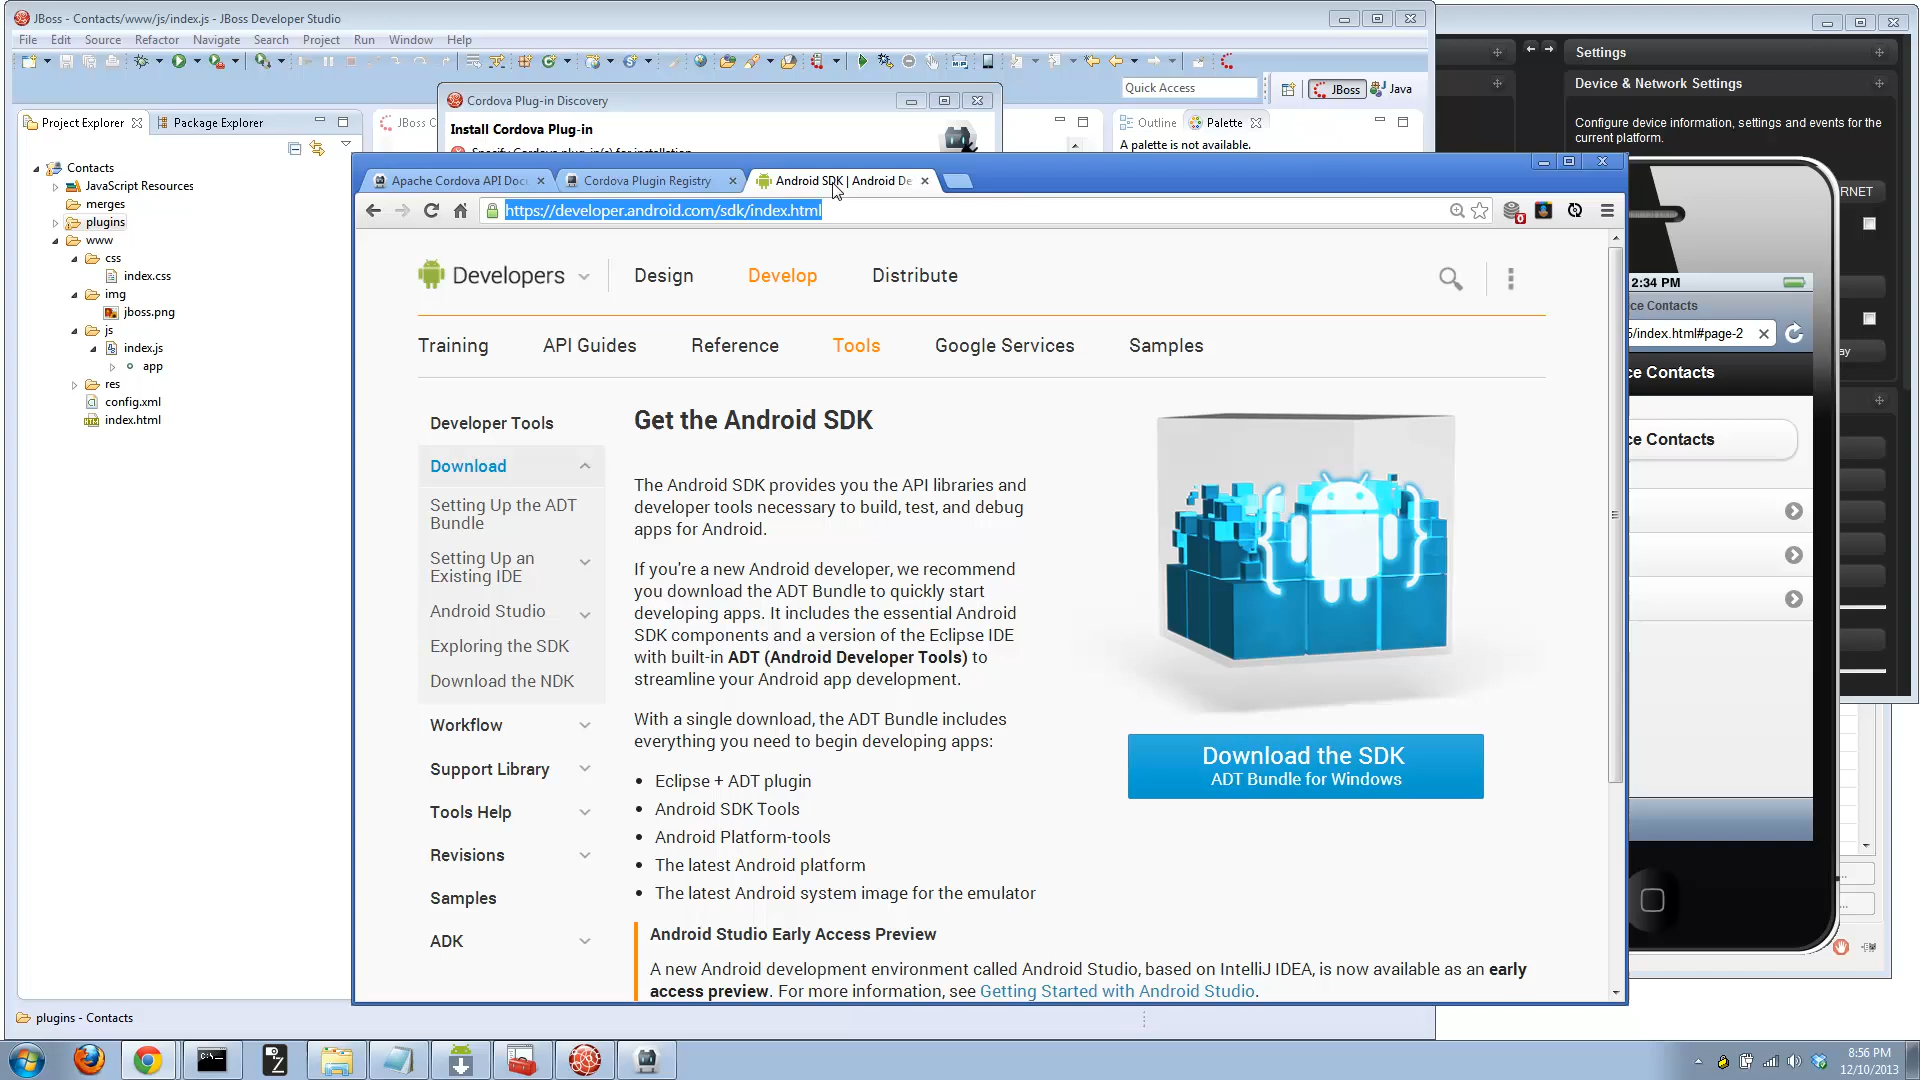 JBoss - Contacts/www/js/index.js - JBoss Developer Studio
File Edit Source Refactor Navigate Search Project Run Window Help
Quick Access
JBoss
Java
Project Explorer
Package Explorer
Contacts
JavaScript Resources
merges
plugins
www
css
index.css
img
jboss.png
js
index.js
app
res
config.xml
index.html
JBoss C
Cordova Plug-in Discovery
Install Cordova Plug-in
Specify Cordova plug-in(s) for installation
Outline
Palette
A palette is not available.
Settings
Device & Network Settings
Configure device information, settings and events for the
current platform.
RNET
ay
2:34 PM
ce Contacts
5/index.html#page-2
ce Contacts
ce Contacts
Apache Cordova API Docu
Cordova Plugin Registry
Android SDK | Android De
https://developer.android.com/sdk/index.html
0
Developers
Design
Develop
Distribute
Training
API Guides
Reference
Tools
Google Services
Samples
Developer Tools
Download
Setting Up the ADT
Bundle
Setting Up an
Existing IDE
Android Studio
Exploring the SDK
Download the NDK
Workflow
Support Library
Tools Help
Revisions
Samples
ADK
Get the Android SDK
The Android SDK provides you the API libraries and
developer tools necessary to build, test, and debug
apps for Android.
If you're a new Android developer, we recommend
you download the ADT Bundle to quickly start
developing apps. It includes the essential Android
SDK components and a version of the Eclipse IDE
with built-in ADT (Android Developer Tools) to
streamline your Android app development.
With a single download, the ADT Bundle includes
everything you need to begin developing apps:
• Eclipse + ADT plugin
• Android SDK Tools
• Android Platform-tools
• The latest Android platform
• The latest Android system image for the emulator
Download the SDK
ADT Bundle for Windows
Android Studio Early Access Preview
A new Android development environment called Android Studio, based on IntelliJ IDEA, is now available as an early
access preview. For more information, see Getting Started with Android Studio.
plugins - Contacts
8:56 PM
12/10/2013